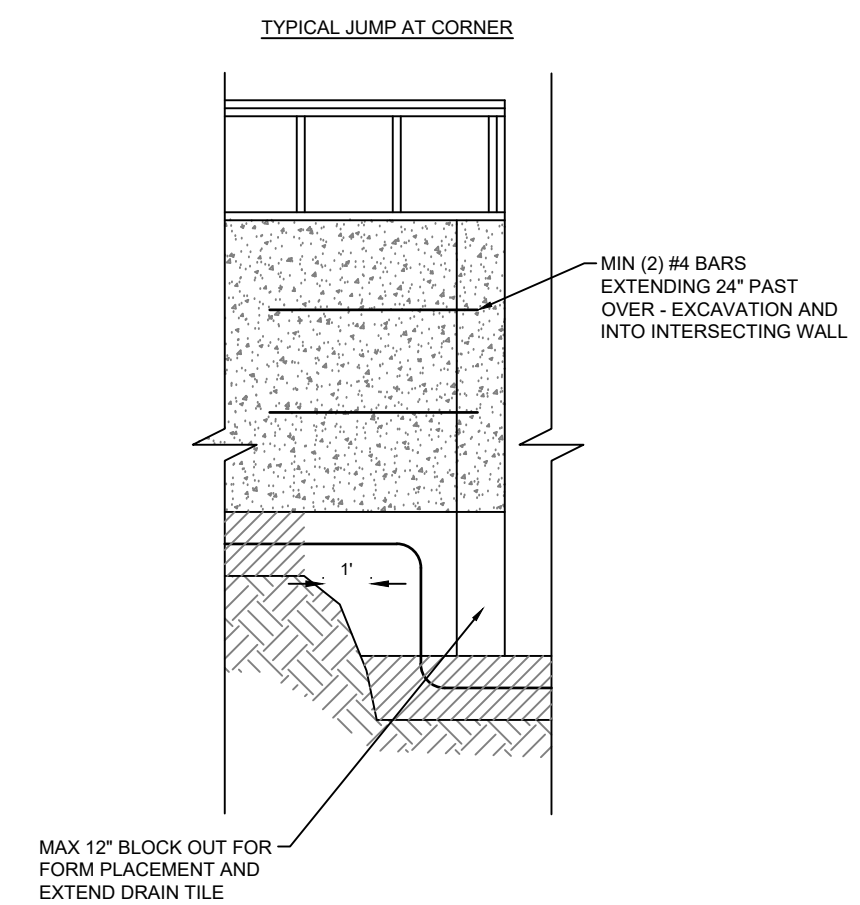 TYPICAL JUMP AT CORNER
MIN (2) #4 BARS
EXTENDING 24" PAST
OVER - EXCAVATION AND
INTO INTERSECTING WALL
1'
MAX 12" BLOCK OUT FOR
FORM PLACEMENT AND
EXTEND DRAIN TILE